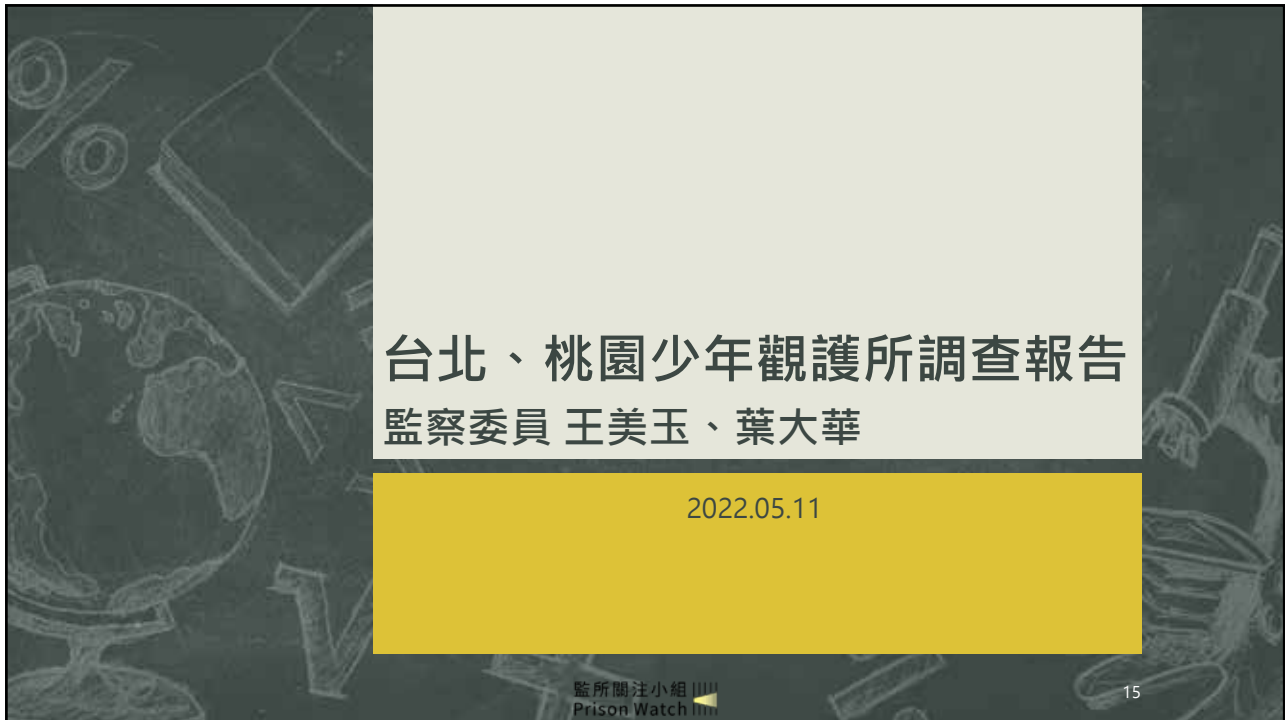 台北、桃園少年觀護所調查報告
監察委員 王美玉、葉大華
2022.05.11
監所關注小組
Prison Watch
15